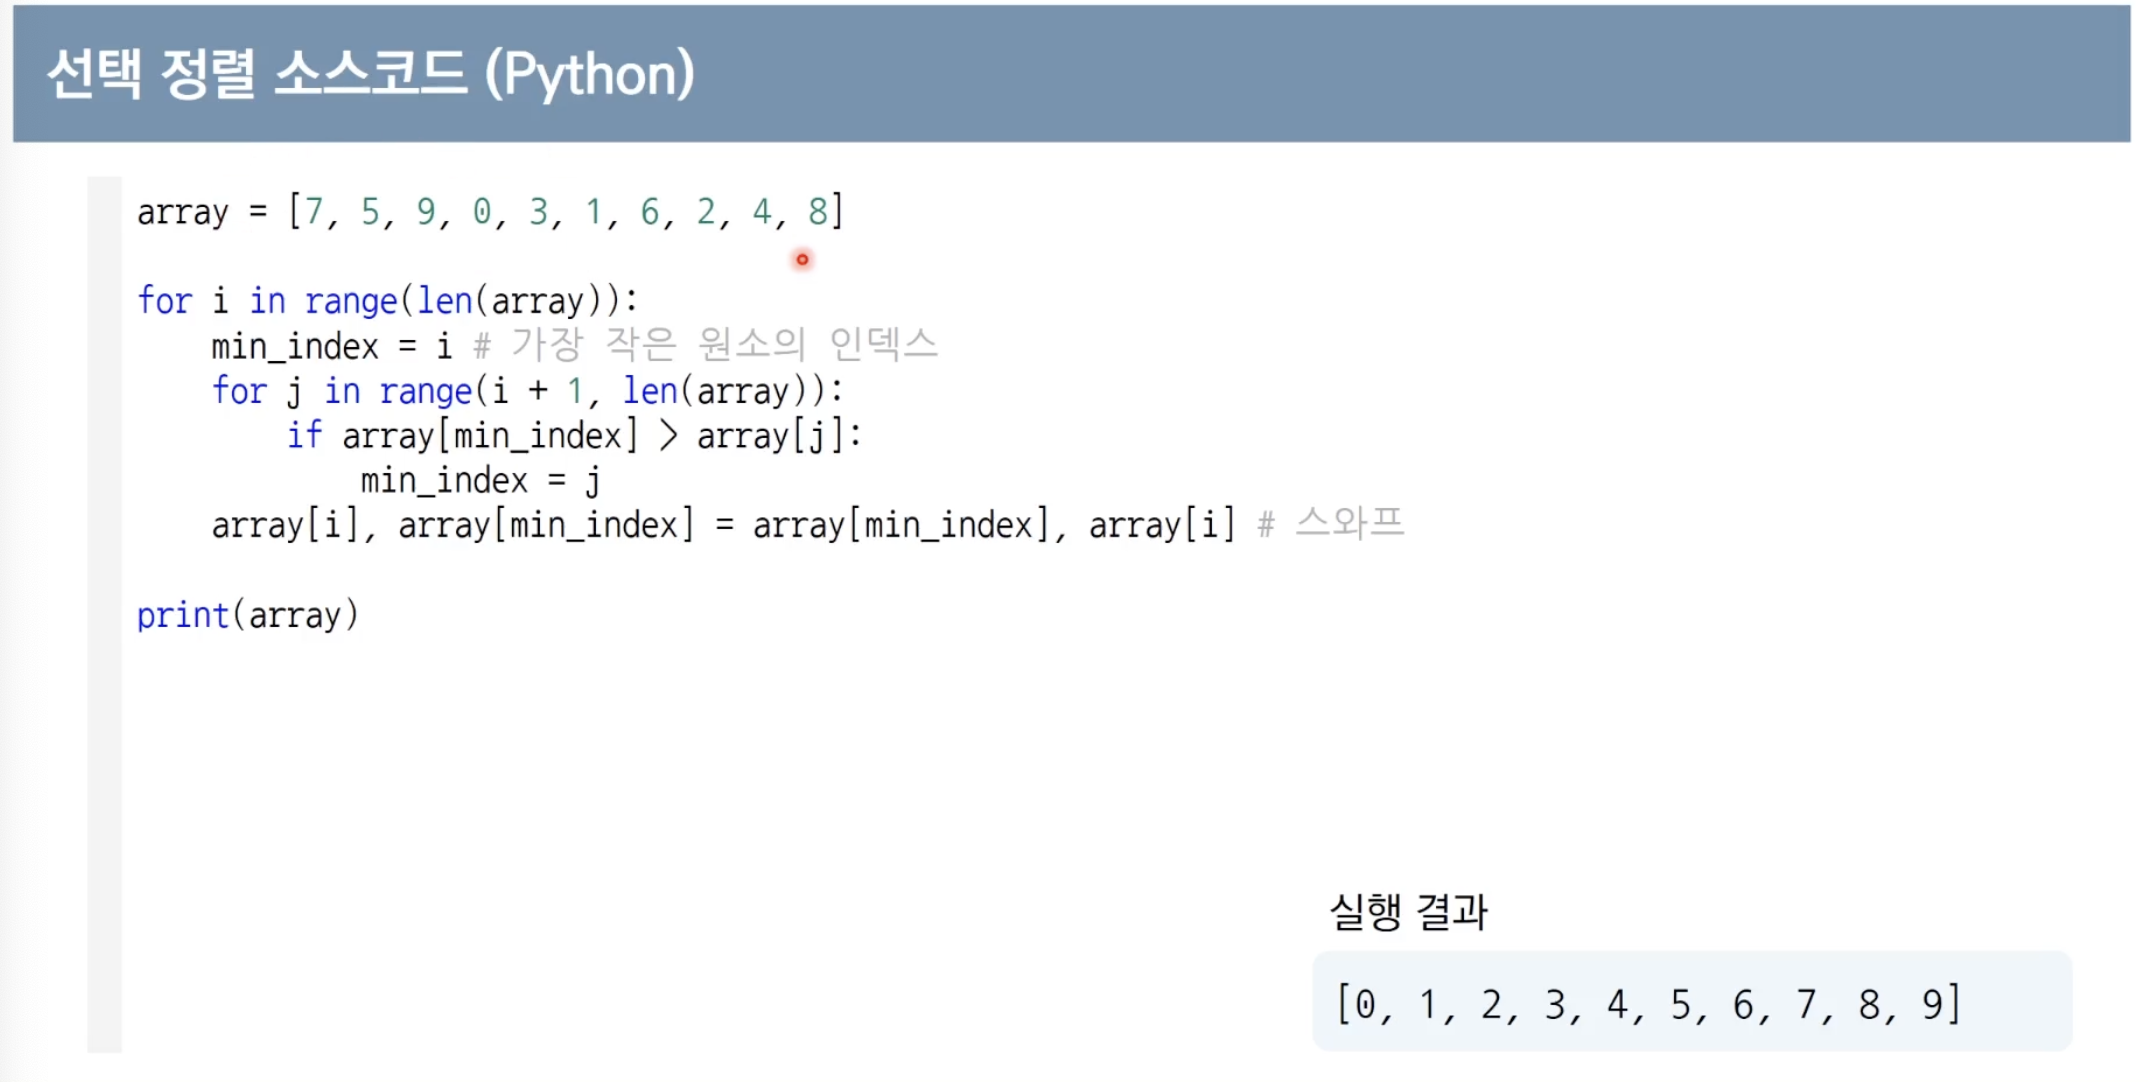 선택 정렬 소스코드 (Python)
array = [7, 5, 9, 0, 3, 1, 6, 2, 4, 8]
for i in range(len(array)):
    min_index = i # 가장 작은 원소의 인덱스
    for j in range(i + 1, len(array)):
        if array[min_index] > array[j]:
            min_index = j
    array[i], array[min_index] = array[min_index], array[i] # 스와프
print(array)
실행 결과
[0, 1, 2, 3, 4, 5, 6, 7, 8, 9]